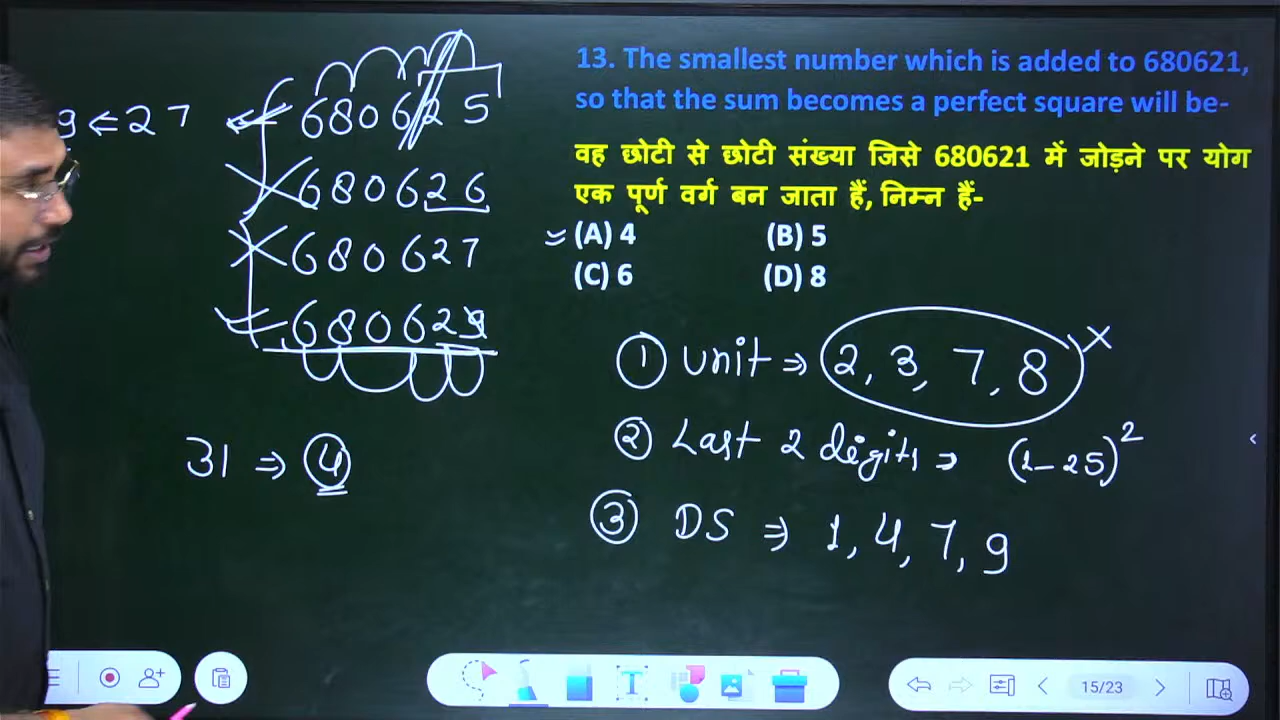 13. The smallest number which is added to 680621,
so that the sum becomes a perfect square will be-
वह छोटी से छोटी संख्या जिसे 680621 में जोड़ने पर योग
एक पूर्ण वर्ग बन जाता हैं, निम्न हैं-
(A) 4 (B) 5
(C) 6 (D) 8
9 ⇐ 27 ⇐ 680625
680626
680627
680629
31 ⇒ 4
① unit ⇒ 2, 3, 7, 8 ×
② Last 2 digits ⇒ (1-25)²
③ DS ⇒ 1, 4, 7, 9
15/23